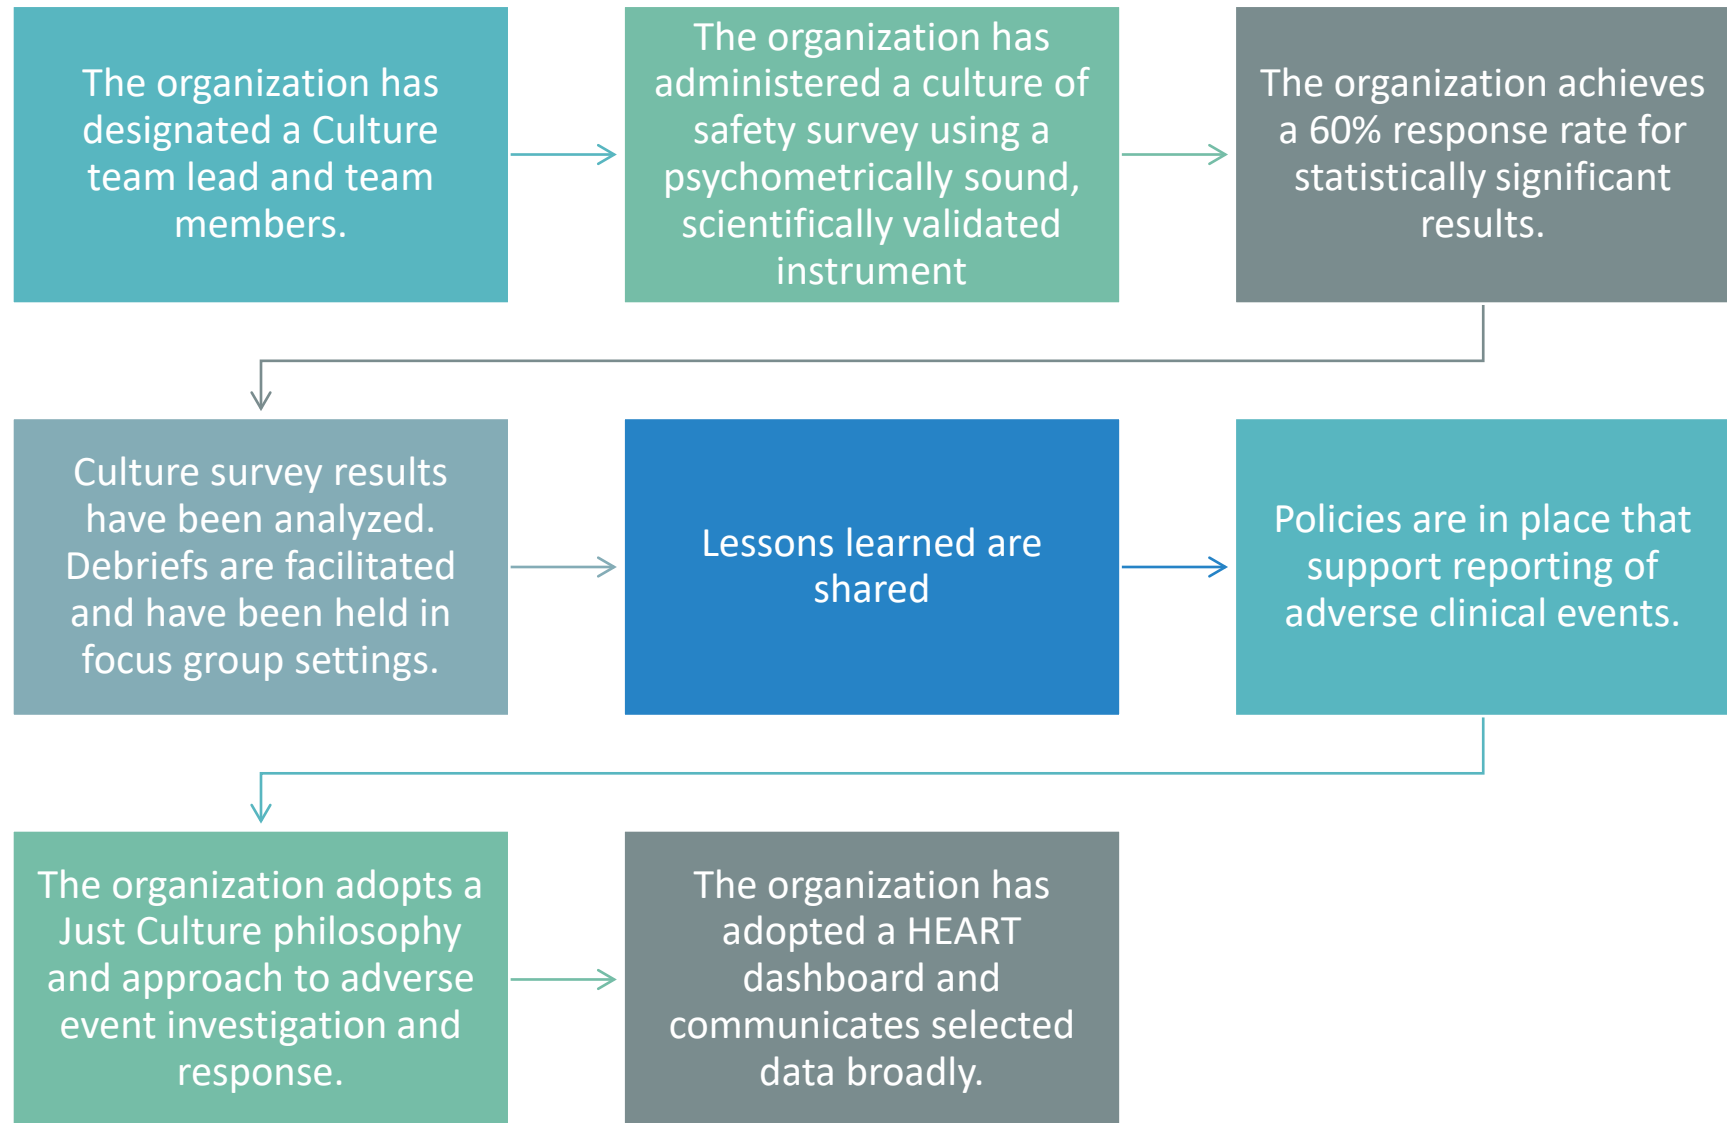 The organization has
designated a Culture
team lead and team
members.
The organization has
administered a culture of
safety survey using a
psychometrically sound,
scientifically validated
instrument
The organization achieves
a 60% response rate for
statistically significant
results.
Culture survey results
have been analyzed.
Debriefs are facilitated
and have been held in
focus group settings.
Lessons learned are
shared
Policies are in place that
support reporting of
adverse clinical events.
The organization adopts a
Just Culture philosophy
and approach to adverse
event investigation and
response.
The organization has
adopted a HEART
dashboard and
communicates selected
data broadly.